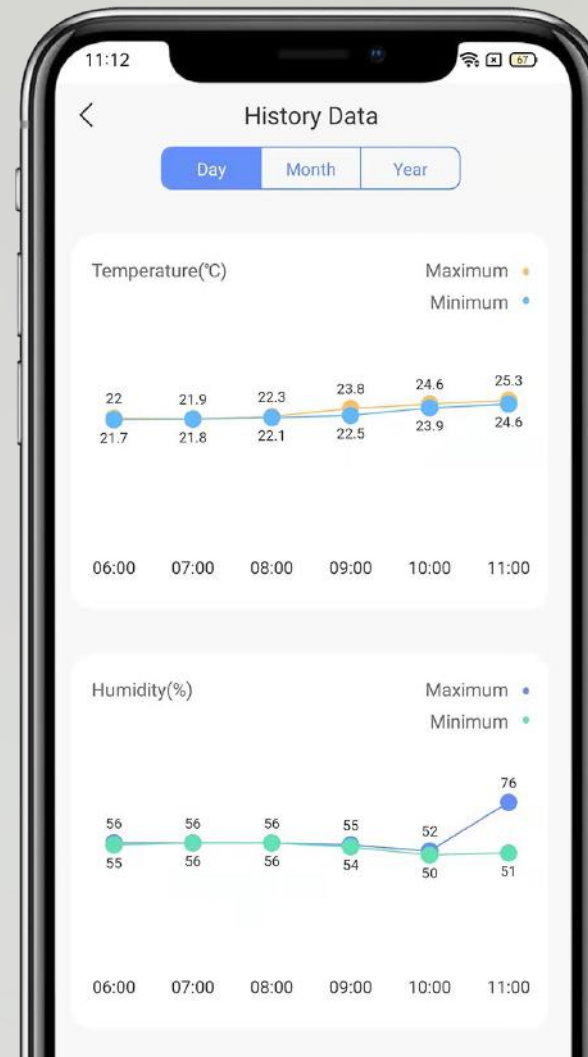 11:12
67
History Data
Day Month Year
Temperature(℃)
Maximum
Minimum
22 21.9 22.3 23.8 24.6 25.3
21.7 21.8 22.1 22.5 23.9 24.6
06:00 07:00 08:00 09:00 10:00 11:00
Humidity(%)
Maximum
Minimum
76
56 56 56 55 52
55 56 56 54 50 51
06:00 07:00 08:00 09:00 10:00 11:00